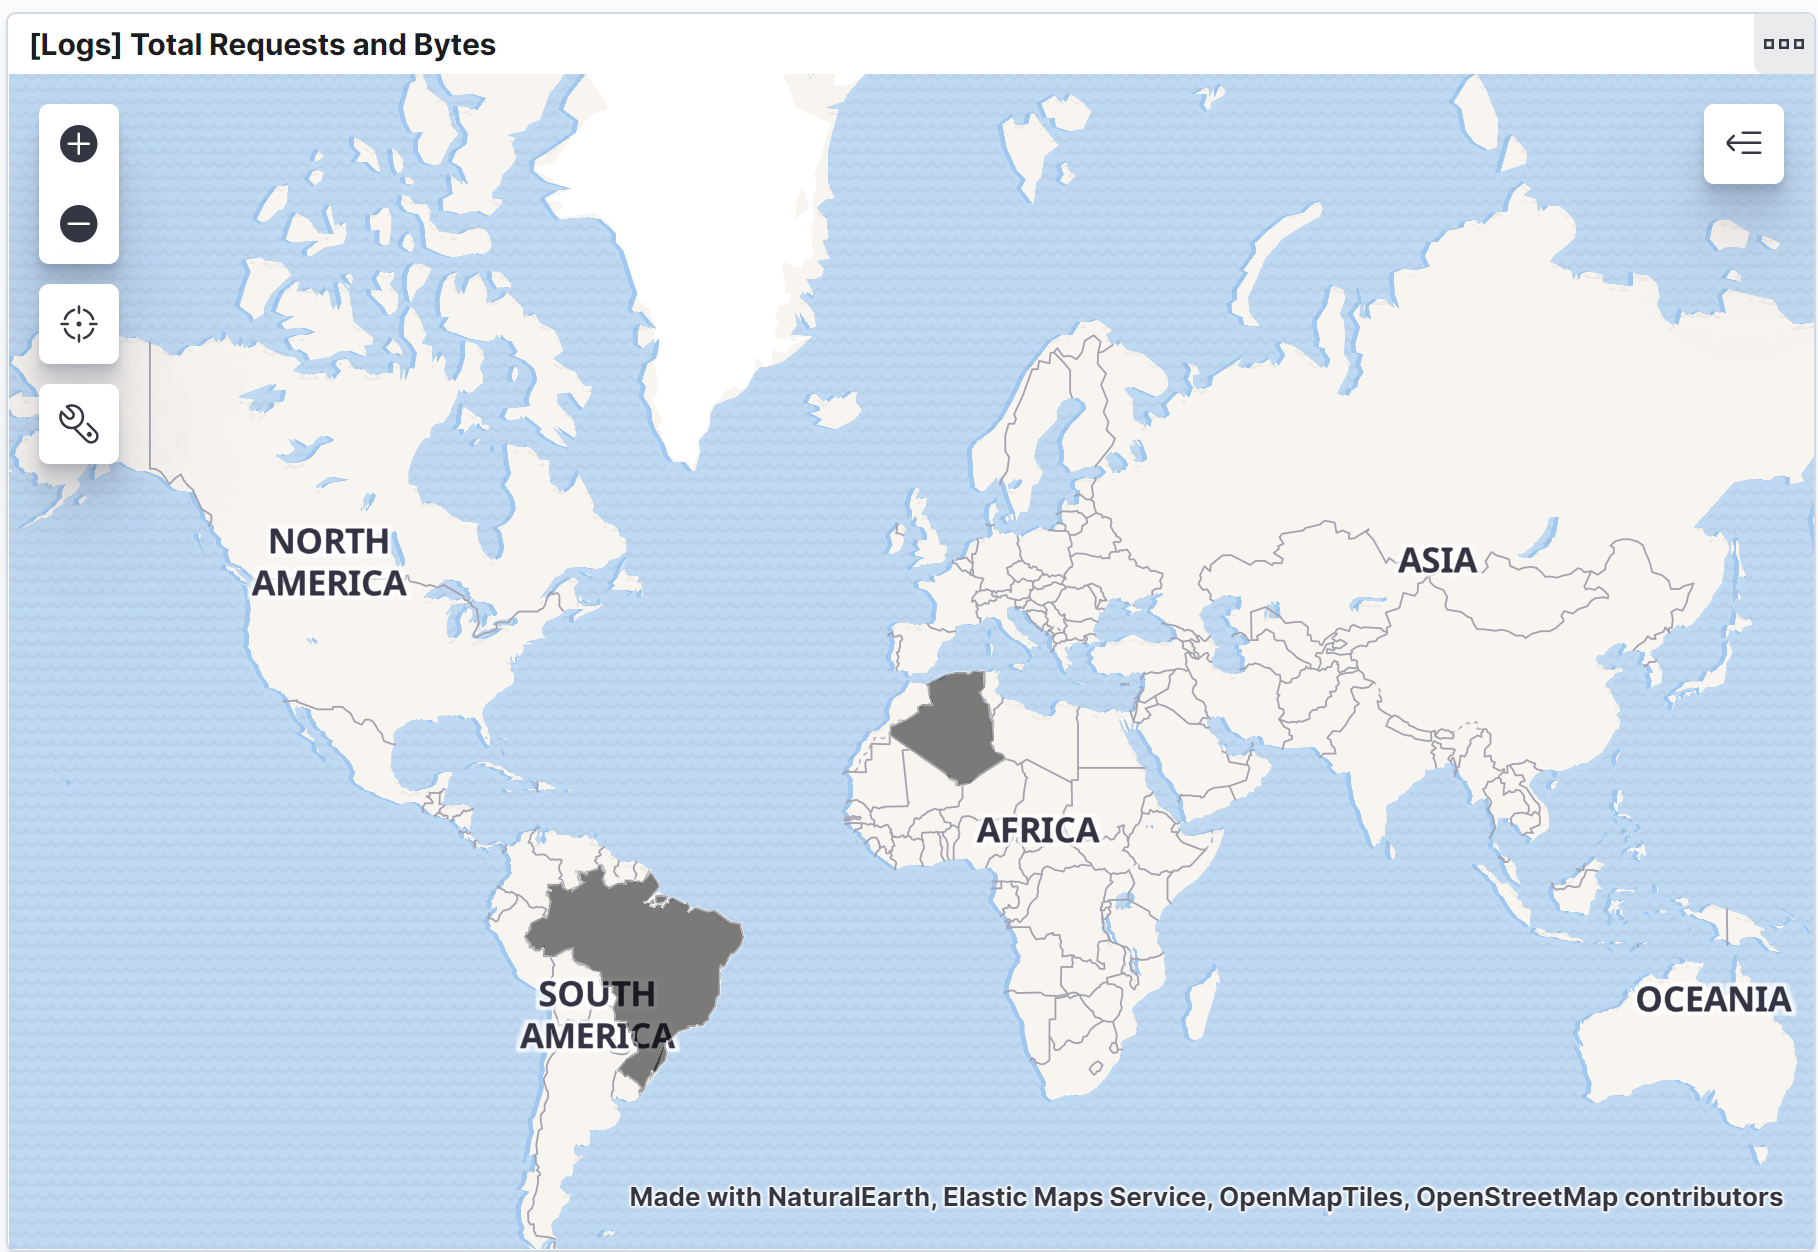 [Logs] Total Requests and Bytes
NORTH
AMERICA
ASIA
AFRICA
SOUTH
AMERICA
OCEANIA
Made with NaturalEarth, Elastic Maps Service, OpenMapTiles, OpenStreetMap contributors